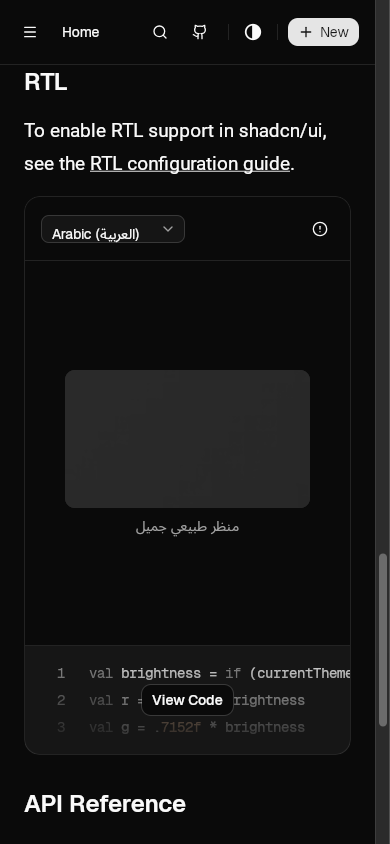 Home
New
RTL
To enable RTL support in shadcn/ui,
see the RTL configuration guide.
Arabic (العربية)
منظر طبيعي جميل
1 val brightness = if (currentTheme
2 val r = rightness
View Code
3 val g = .7152f * brightness
API Reference